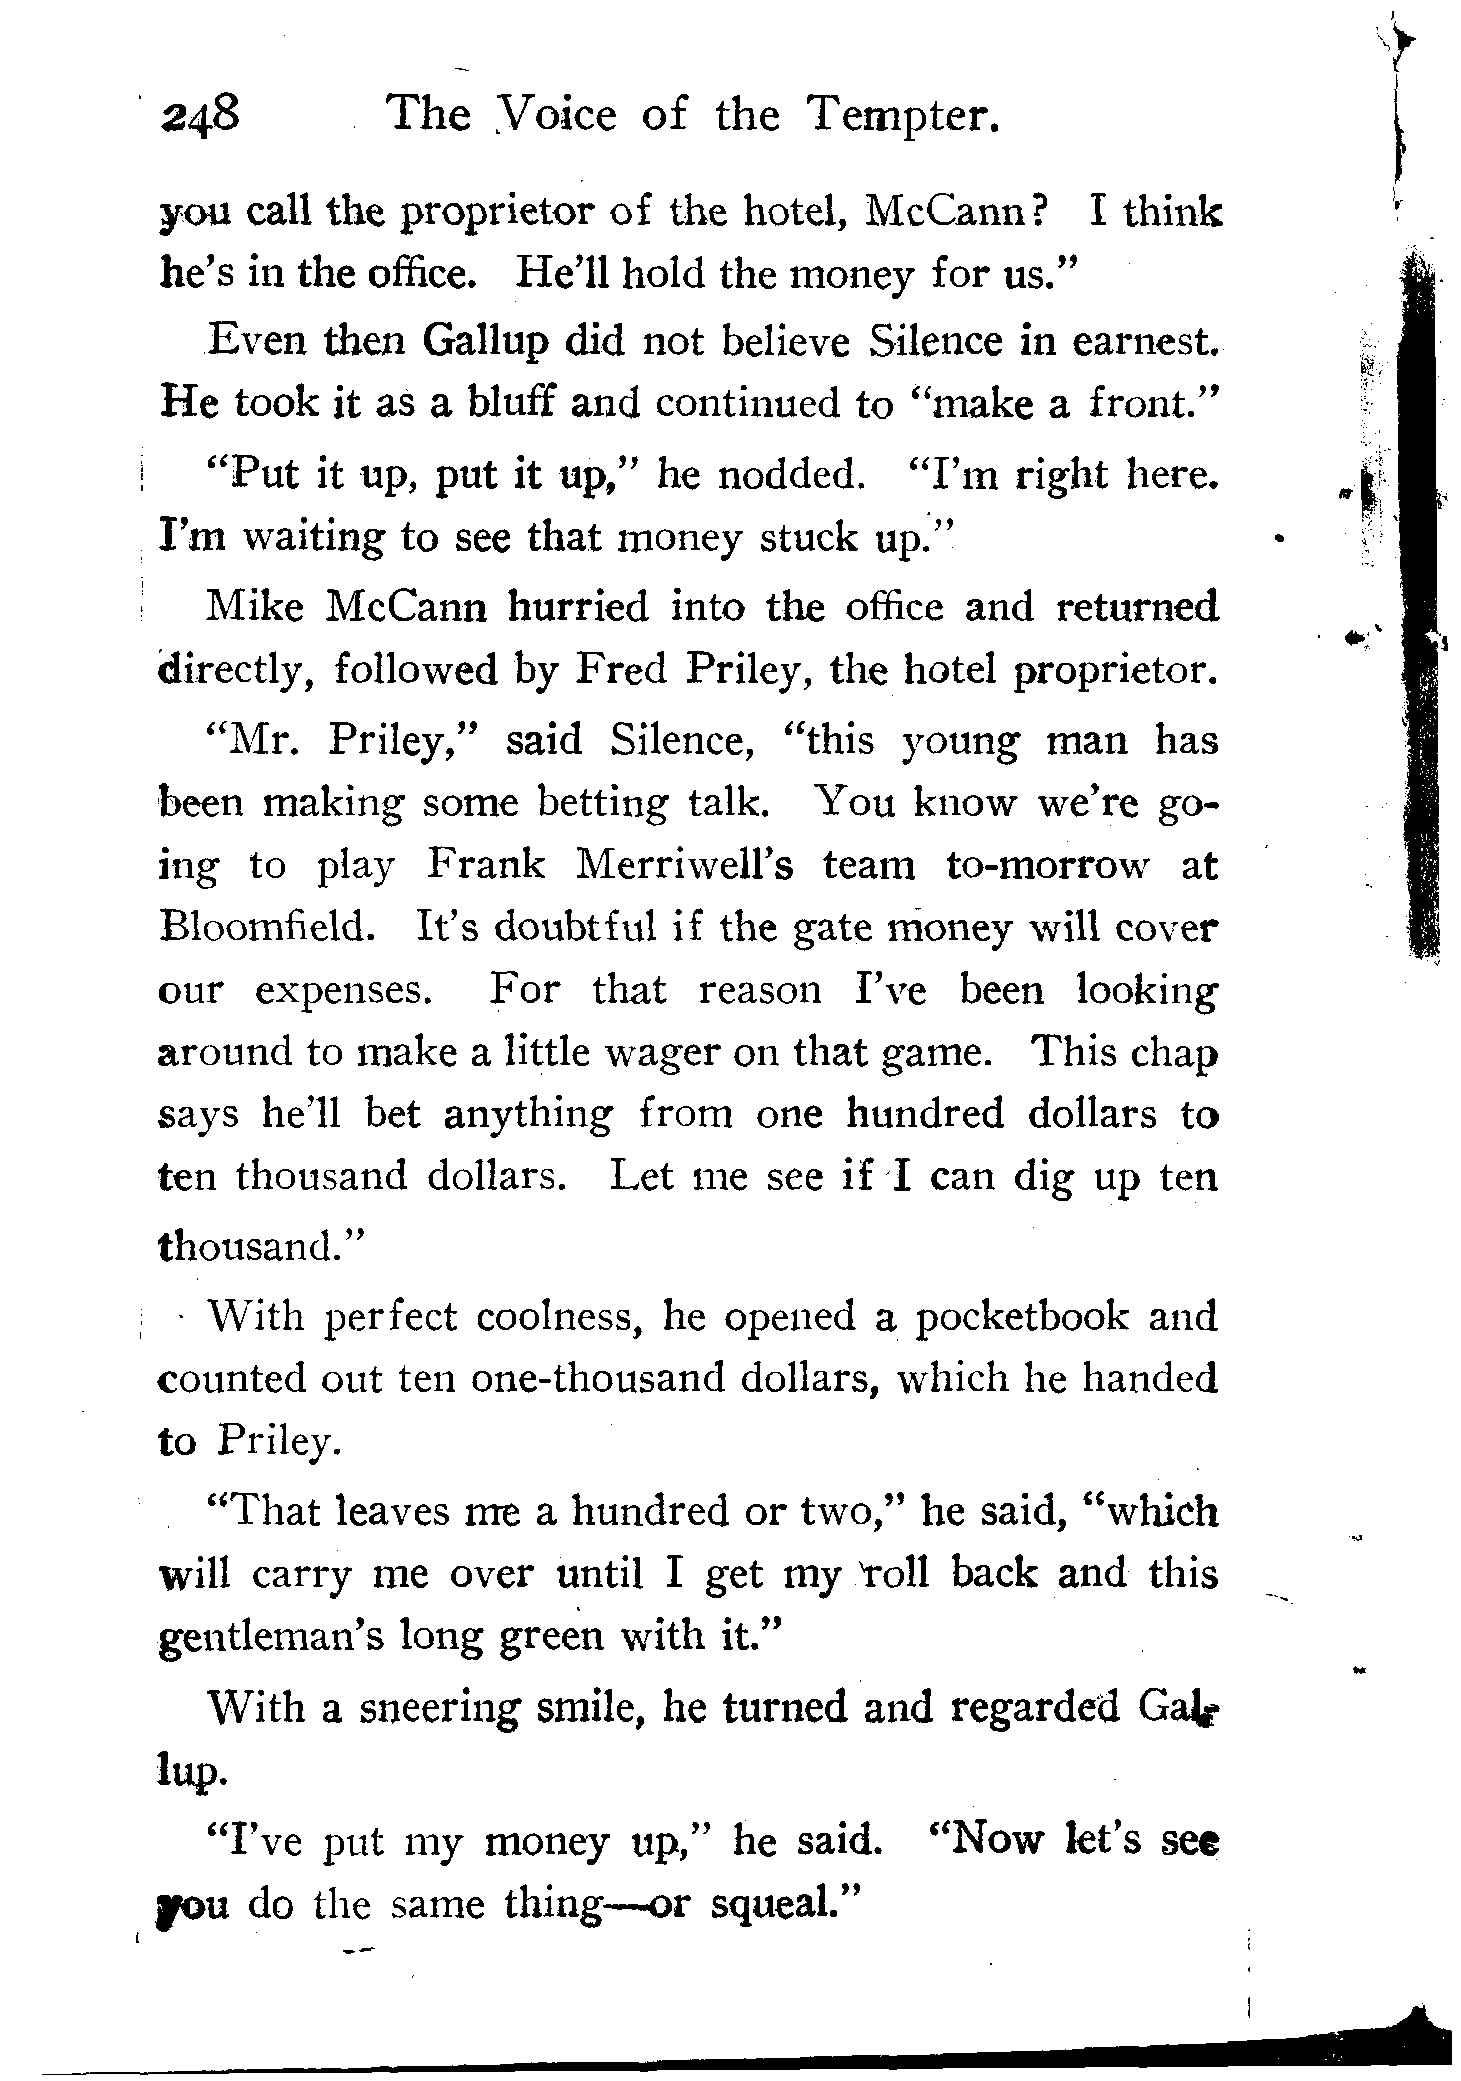 248 The Voice of the Tempter.
you call the proprietor of the hotel, McCann? I think
he's in the office. He'll hold the money for us."
Even then Gallup did not believe Silence in earnest.
He took it as a bluff and continued to "make a front."
"Put it up, put it up," he nodded. "I'm right here.
I'm waiting to see that money stuck up."
Mike McCann hurried into the office and returned
directly, followed by Fred Priley, the hotel proprietor.
"Mr. Priley," said Silence, "this young man has
been making some betting talk. You know we're go-
ing to play Frank Merriwell's team to-morrow at
Bloomfield. It's doubtful if the gate money will cover
our expenses. For that reason I've been looking
around to make a little wager on that game. This chap
says he'll bet anything from one hundred dollars to
ten thousand dollars. Let me see if I can dig up ten
thousand."
With perfect coolness, he opened a pocketbook and
counted out ten one-thousand dollars, which he handed
to Priley.
"That leaves me a hundred or two," he said, "which
will carry me over until I get my roll back and this
gentleman's long green with it."
With a sneering smile, he turned and regarded Gal-
lup.
"I've put my money up," he said. "Now let's see
you do the same thing—or squeal."